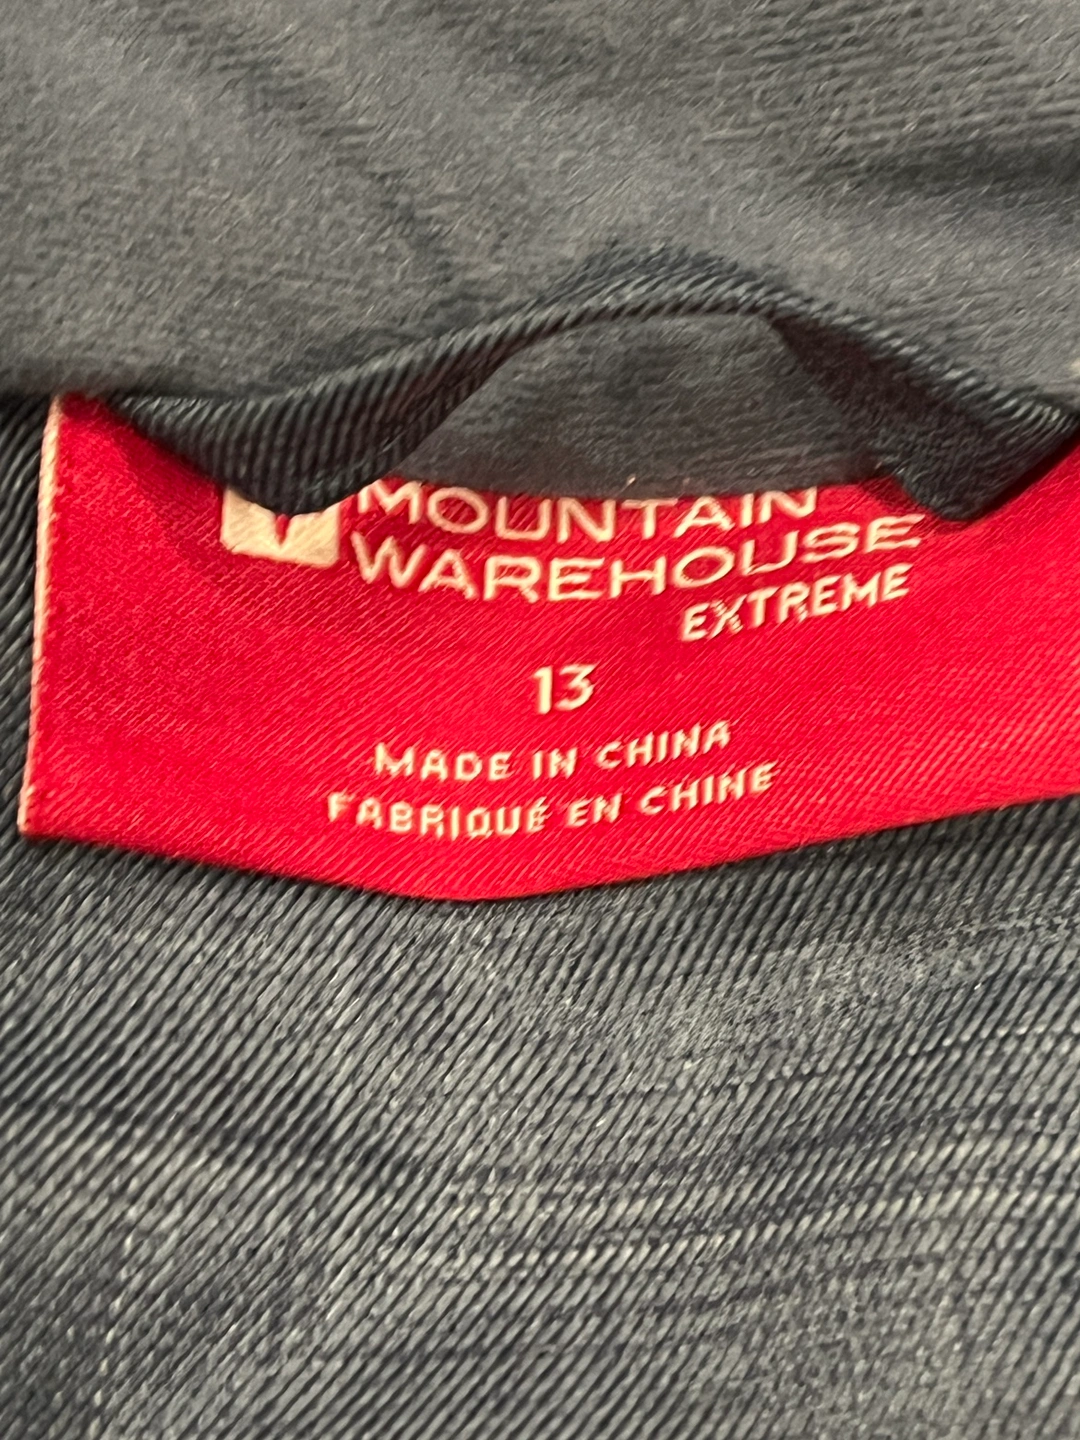 MOUNTAIN
WAREHOUSE
EXTREME
13
MADE IN CHINA
FABRIQUÉ EN CHINE